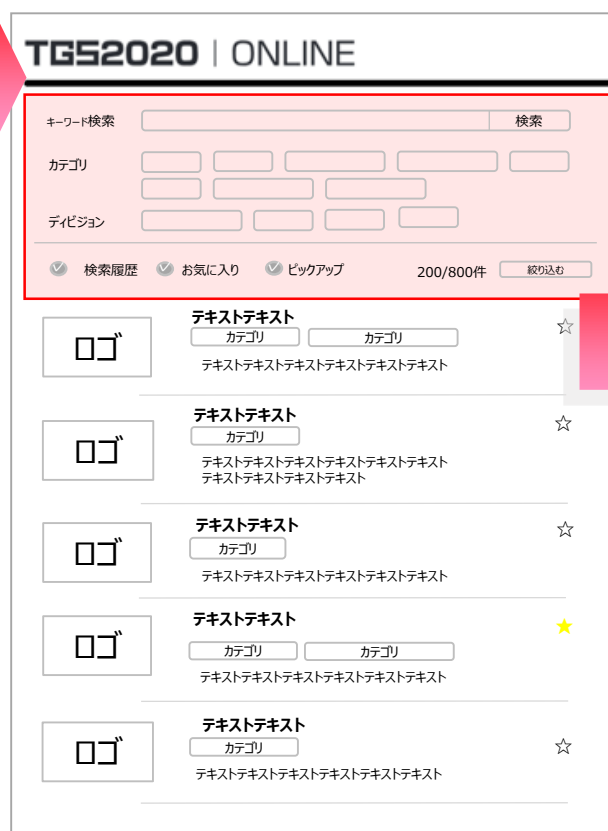 TGS2020 | ONLINE
キーワード検索 検索
カテゴリ
ディビジョン
検索履歴 お気に入り ピックアップ 200/800件 絞り込む
ロゴ
テキストテキスト
カテゴリ カテゴリ
テキストテキストテキストテキストテキストテキスト
ロゴ
テキストテキスト
カテゴリ
テキストテキストテキストテキストテキストテキスト
テキストテキストテキストテキスト
ロゴ
テキストテキスト
カテゴリ
テキストテキストテキストテキストテキストテキスト
ロゴ
テキストテキスト
カテゴリ カテゴリ
テキストテキストテキストテキストテキストテキスト
ロゴ
テキストテキスト
カテゴリ
テキストテキストテキストテキストテキストテキスト